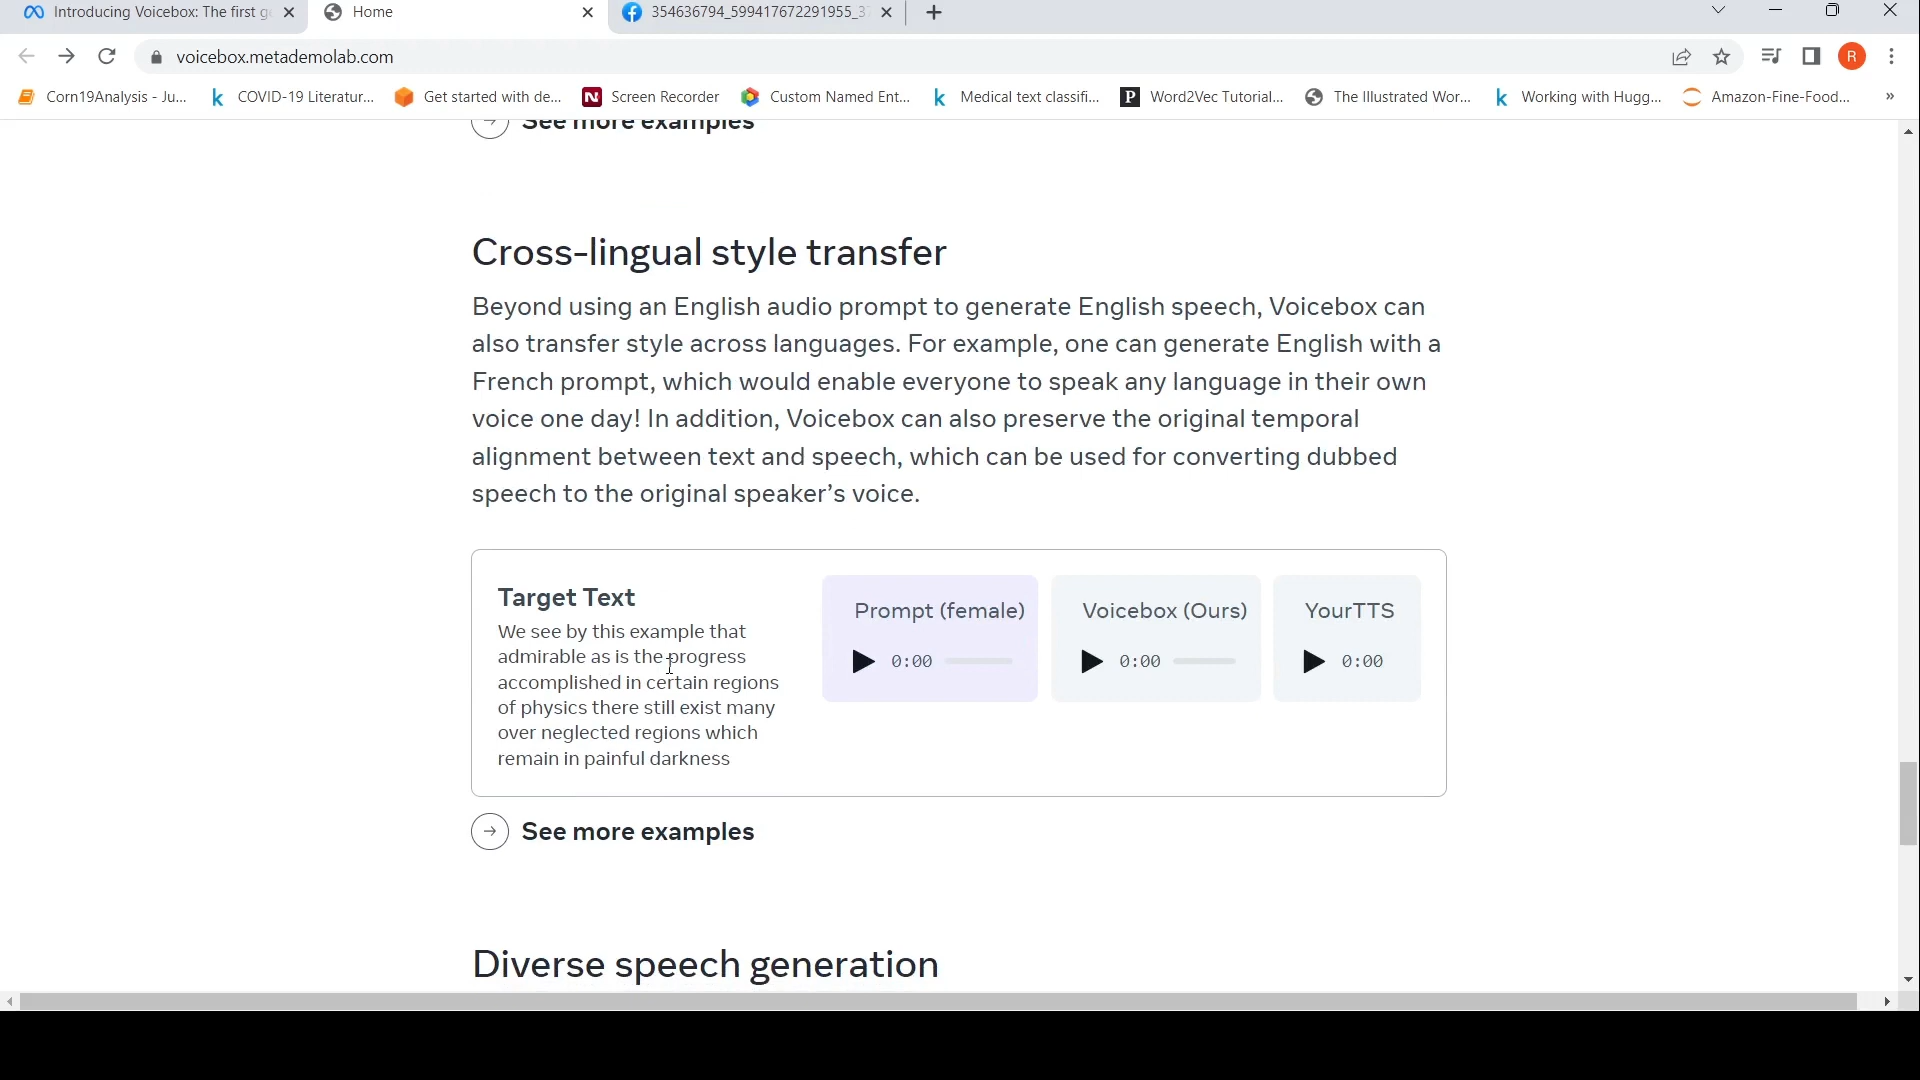 Introducing Voicebox: The first g
Home
354636794_599417672291955_3
voicebox.metademolab.com
R
Corn19Analysis - Ju...
COVID-19 Literatur...
Get started with de...
Screen Recorder
Custom Named Ent...
Medical text classifi...
Word2Vec Tutorial...
The Illustrated Wor...
Working with Hugg...
Amazon-Fine-Food...
»
See more examples
Cross-lingual style transfer
Beyond using an English audio prompt to generate English speech, Voicebox can
also transfer style across languages. For example, one can generate English with a
French prompt, which would enable everyone to speak any language in their own
voice one day! In addition, Voicebox can also preserve the original temporal
alignment between text and speech, which can be used for converting dubbed
speech to the original speaker’s voice.
Target Text
We see by this example that
admirable as is the progress
accomplished in certain regions
of physics there still exist many
over neglected regions which
remain in painful darkness
Prompt (female)
0:00
Voicebox (Ours)
0:00
YourTTS
0:00
See more examples
Diverse speech generation